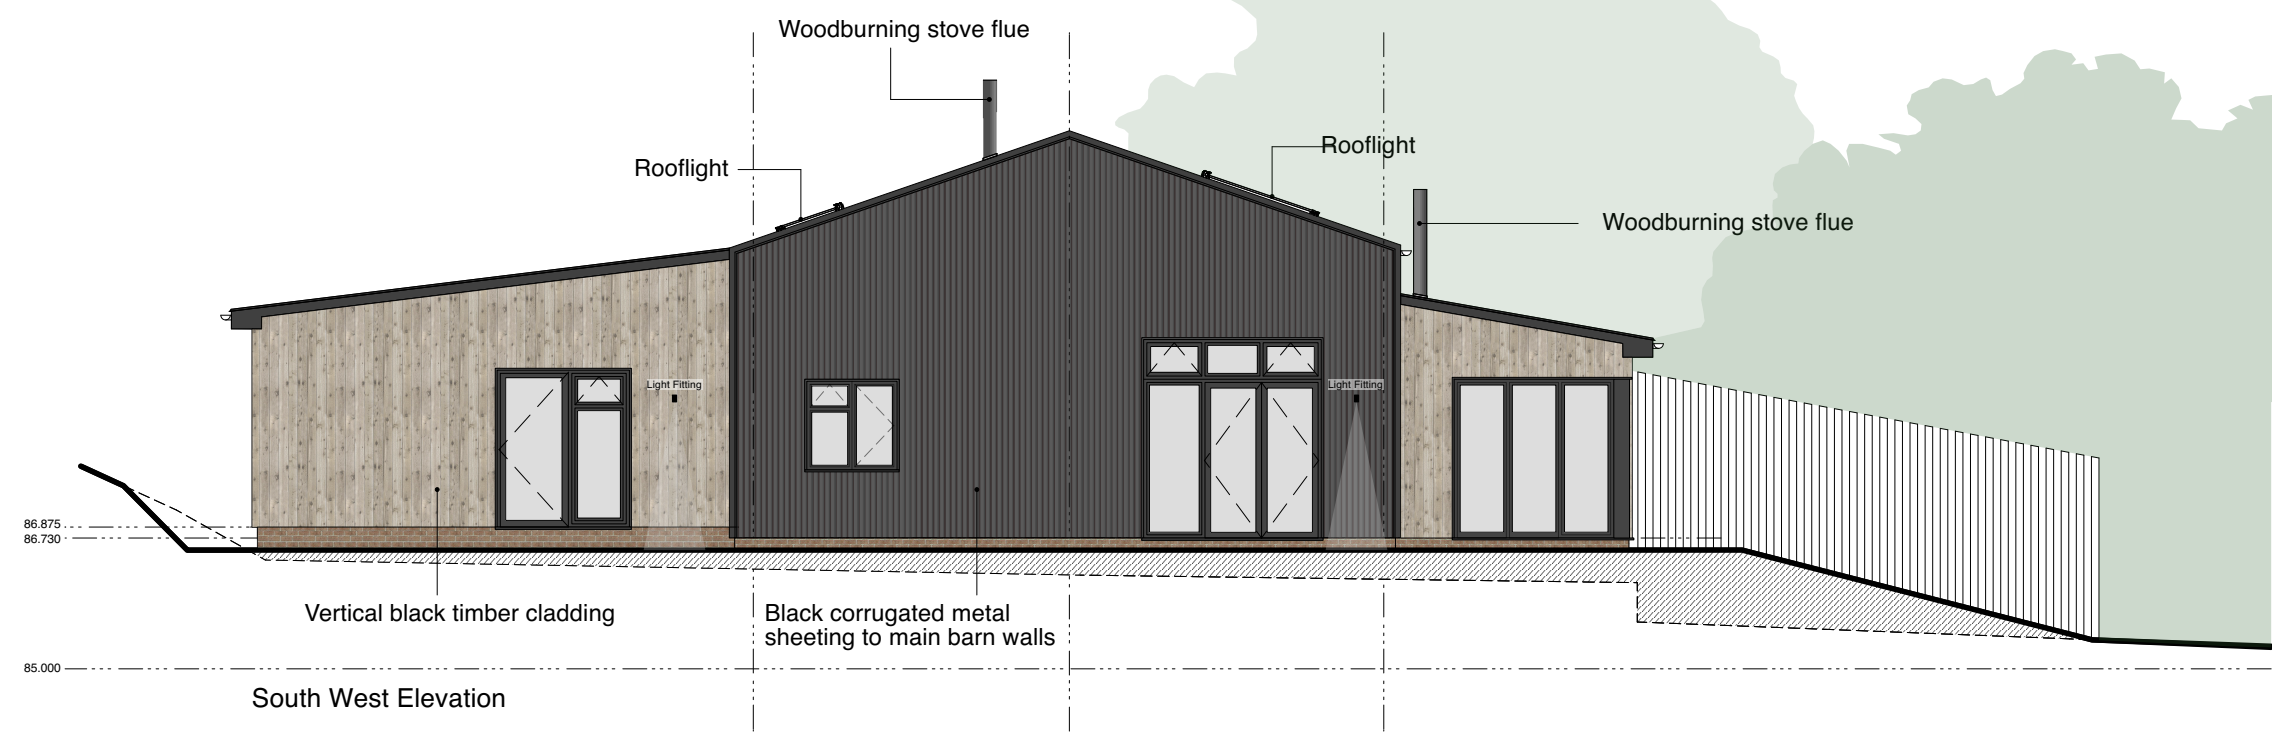 Woodburning stove flue
Rooflight
Rooflight
Woodburning stove flue
Light Fitting
Light Fitting
86.875
86.730
Vertical black timber cladding
Black corrugated metal
sheeting to main barn walls
85.000
South West Elevation